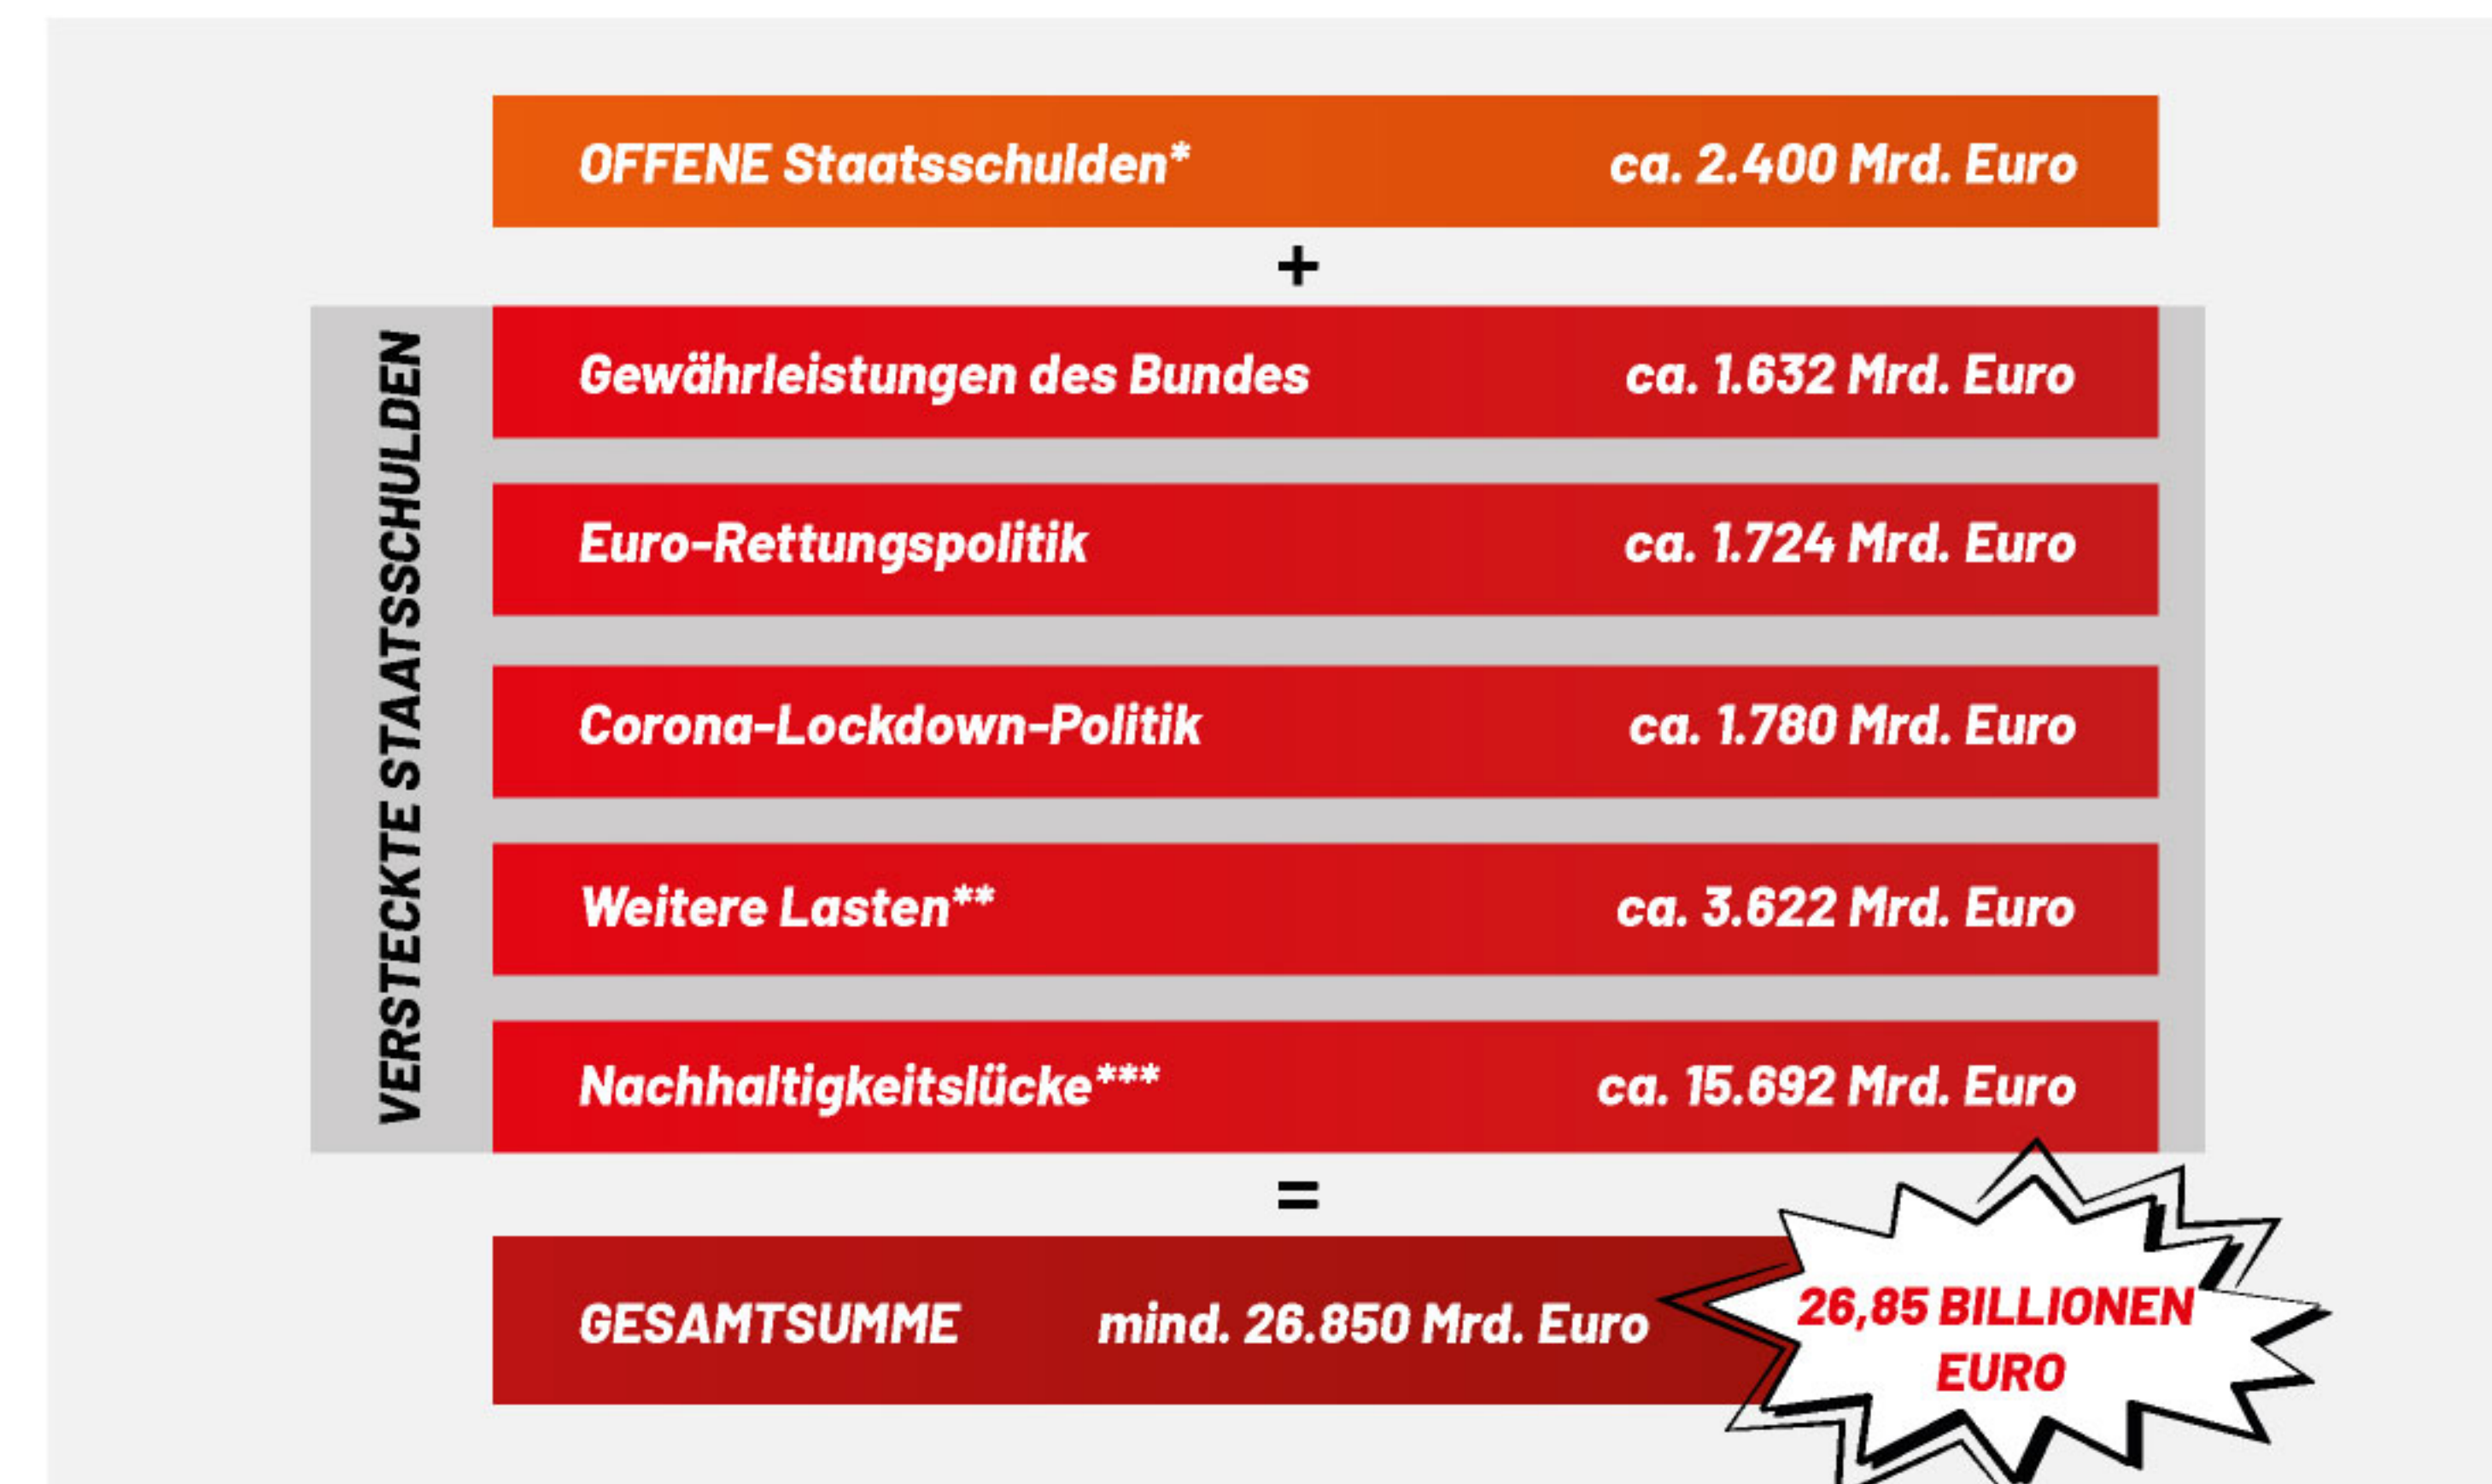 OFFENE Staatsschulden* ca. 2.400 Mrd. Euro
+
VERSTECKTE STAATSSCHULDEN
Gewährleistungen des Bundes ca. 1.632 Mrd. Euro
Euro-Rettungspolitik ca. 1.724 Mrd. Euro
Corona-Lockdown-Politik ca. 1.780 Mrd. Euro
Weitere Lasten** ca. 3.622 Mrd. Euro
Nachhaltigkeitslücke*** ca. 15.692 Mrd. Euro
=
GESAMTSUMME mind. 26.850 Mrd. Euro
26,85 BILLIONEN
EURO